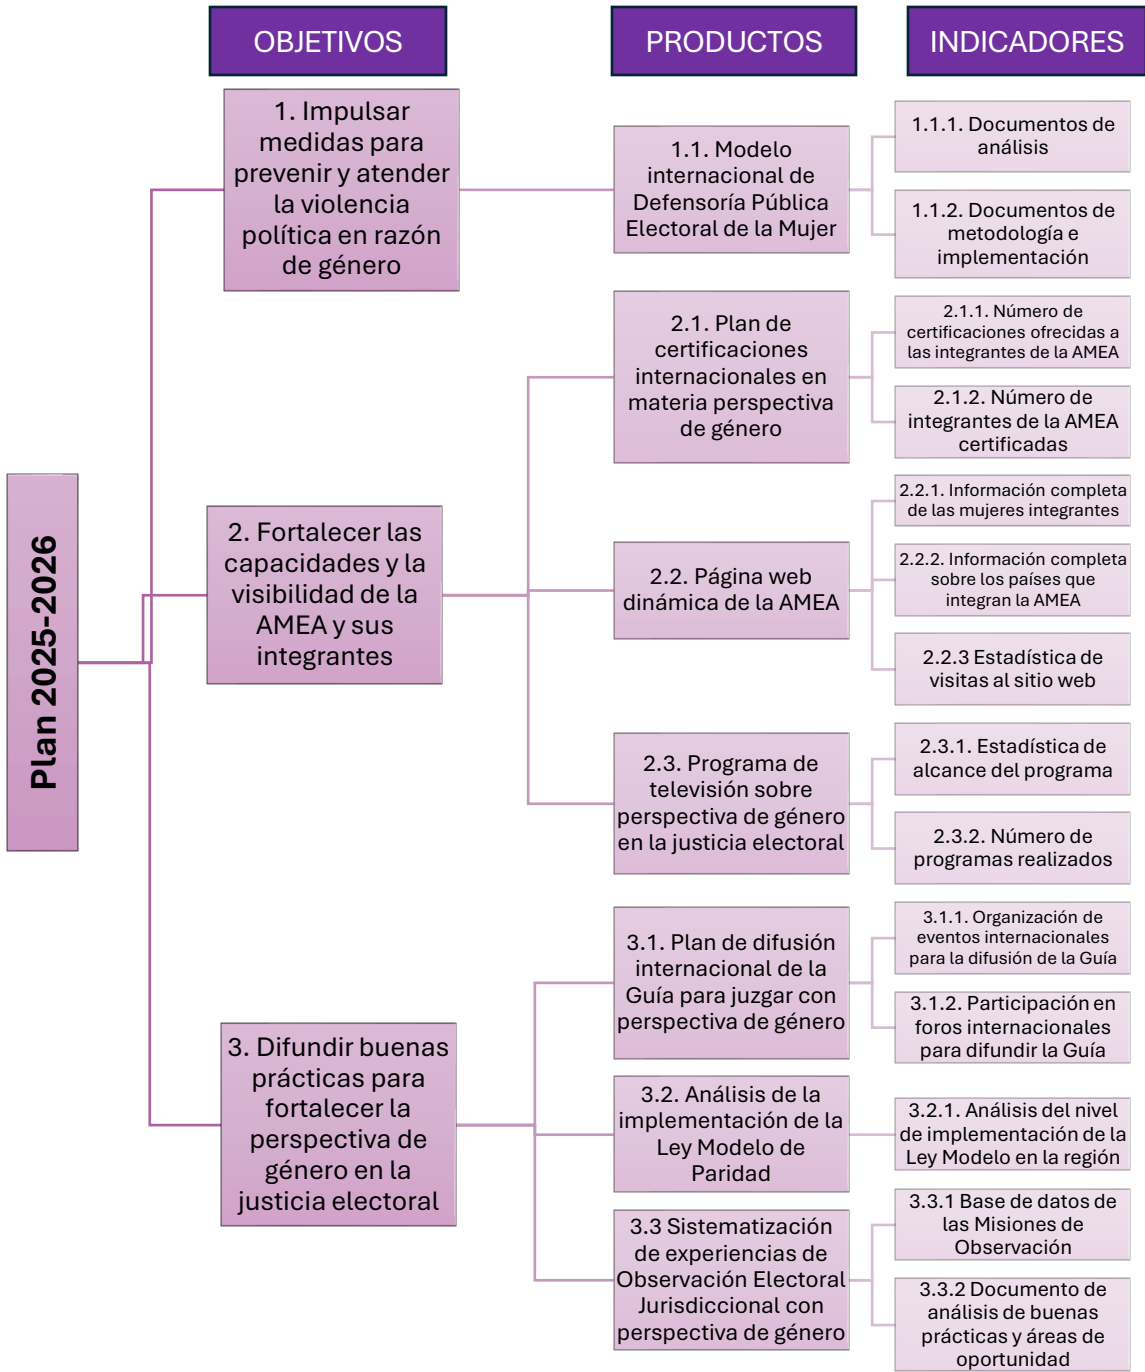 OBJETIVOS
PRODUCTOS
INDICADORES
Plan 2025-2026
1. Impulsar
medidas para
prevenir y atender
la violencia
política en razón
de género
1.1. Modelo
internacional de
Defensoría Pública
Electoral de la Mujer
1.1.1. Documentos de
análisis
1.1.2. Documentos de
metodología e
implementación
2. Fortalecer las
capacidades y la
visibilidad de la
AMEA y sus
integrantes
2.1. Plan de
certificaciones
internacionales en
materia perspectiva
de género
2.1.1. Número de
certificaciones ofrecidas a
las integrantes de la AMEA
2.1.2. Número de
integrantes de la AMEA
certificadas
2.2. Página web
dinámica de la AMEA
2.2.1. Información completa
de las mujeres integrantes
2.2.2. Información completa
sobre los países que
integran la AMEA
2.2.3 Estadística de
visitas al sitio web
2.3. Programa de
televisión sobre
perspectiva de género
en la justicia electoral
2.3.1. Estadística de
alcance del programa
2.3.2. Número de
programas realizados
3. Difundir buenas
prácticas para
fortalecer la
perspectiva de
género en la
justicia electoral
3.1. Plan de difusión
internacional de la
Guía para juzgar con
perspectiva de género
3.1.1. Organización de
eventos internacionales
para la difusión de la Guía
3.1.2. Participación en
foros internacionales
para difundir la Guía
3.2. Análisis de la
implementación de la
Ley Modelo de
Paridad
3.2.1. Análisis del nivel
de implementación de la
Ley Modelo en la región
3.3 Sistematización
de experiencias de
Observación Electoral
Jurisdiccional con
perspectiva de género
3.3.1 Base de datos de
las Misiones de
Observación
3.3.2 Documento de
análisis de buenas
prácticas y áreas de
oportunidad